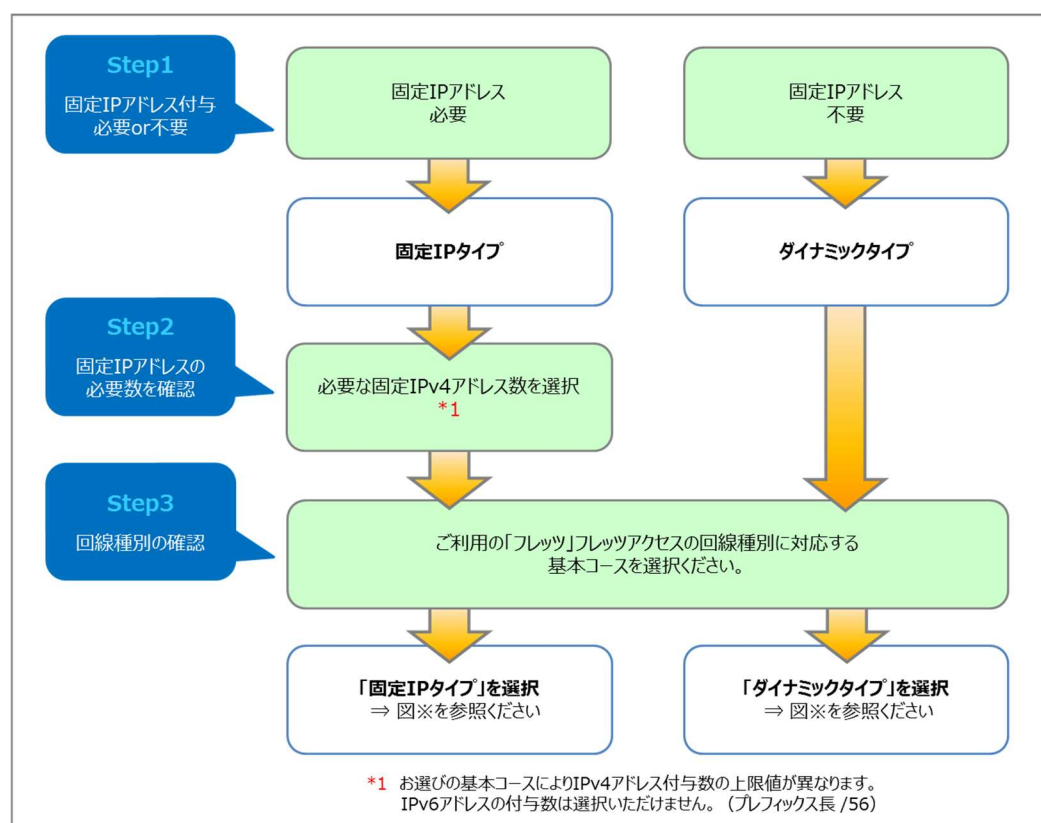 Step1
固定IPアドレス付与
必要or不要
固定IPアドレス
必要
固定IPアドレス
不要
固定IPタイプ
ダイナミックタイプ
Step2
固定IPアドレスの
必要数を確認
必要な固定IPv4アドレス数を選択
*1
Step3
回線種別の確認
ご利用の「フレッツ」フレッツアクセスの回線種別に対応する
基本コースを選択ください。
「固定IPタイプ」を選択
⇒ 図※を参照ください
「ダイナミックタイプ」を選択
⇒ 図※を参照ください
*1 お選びの基本コースによりIPv4アドレス付与数の上限値が異なります。
IPv6アドレスの付与数は選択いただけません。（プレフィックス長 /56）